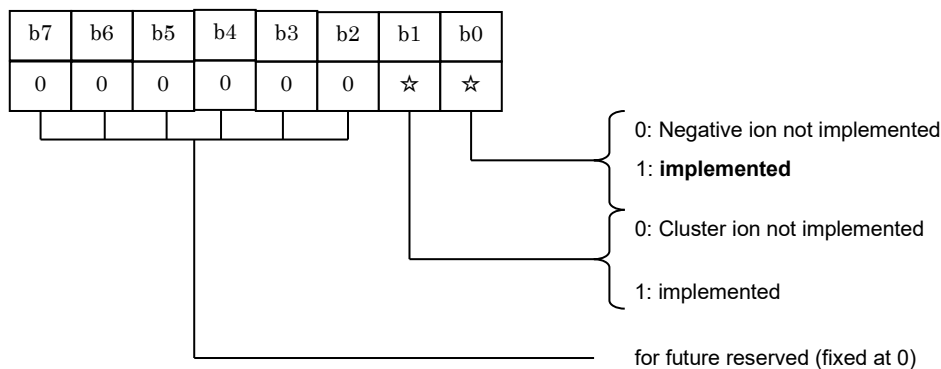 b7 b6 b5 b4 b3 b2 b1 b0
0 0 0 0 0 0 ☆ ☆
0: Negative ion not implemented
1: implemented
0: Cluster ion not implemented
1: implemented
for future reserved (fixed at 0)